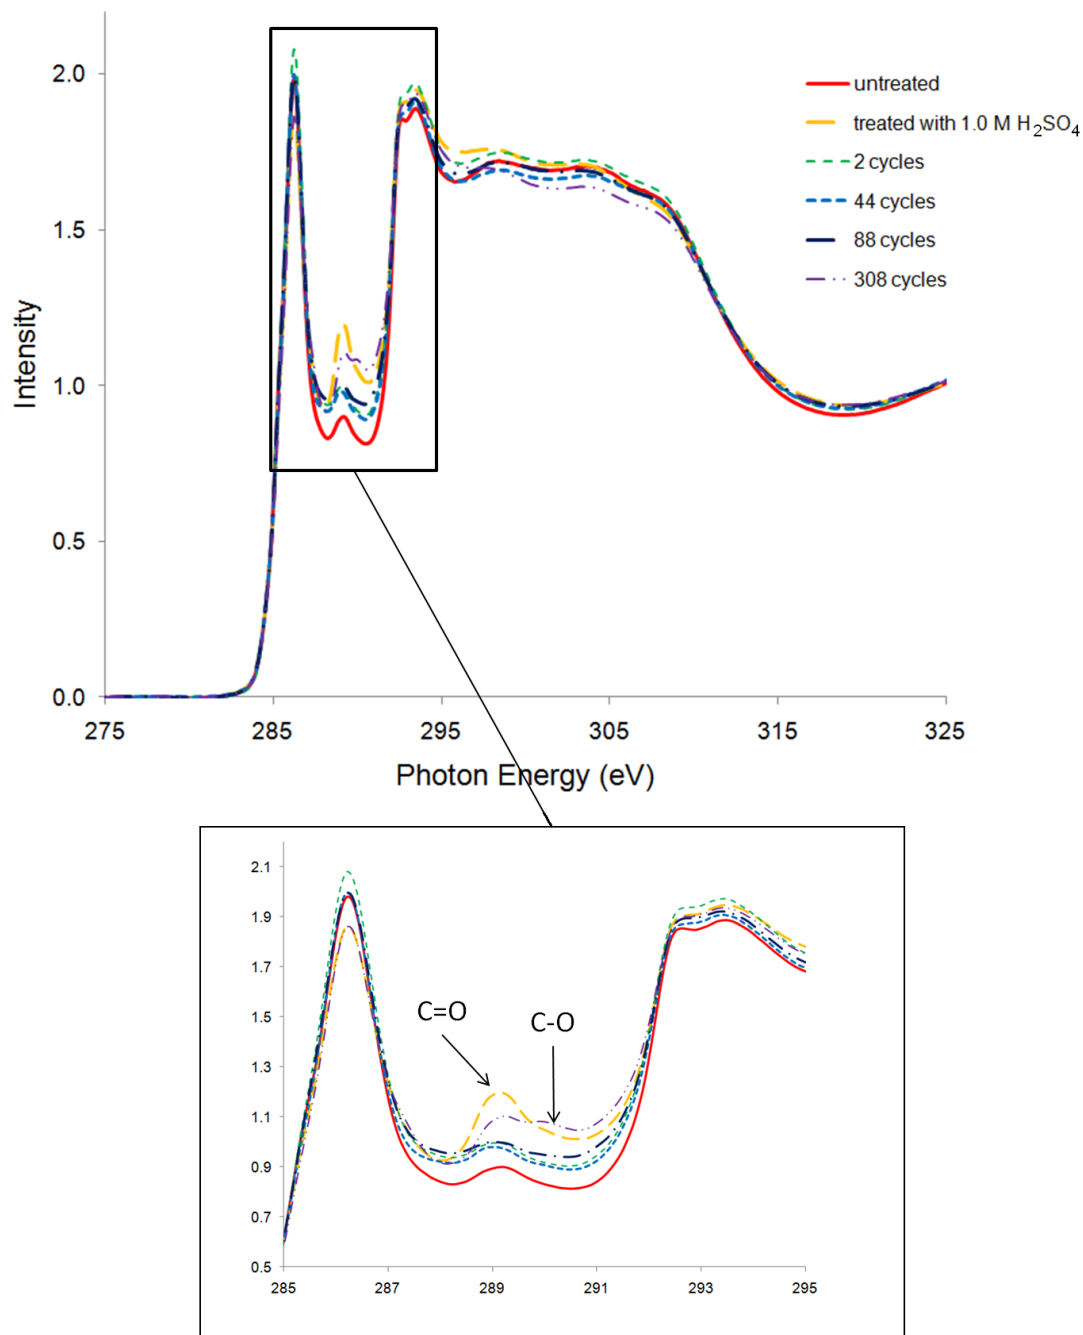 2.0
1.5
1.0
0.5
0.0
Intensity
275 285 295 305 315 325
Photon Energy (eV)
untreated
treated with 1.0 M H₂SO₄
2 cycles
44 cycles
88 cycles
308 cycles
2.1
1.9
1.7
1.5
1.3
1.1
0.9
0.7
0.5
C=O
C-O
285 287 289 291 293 295